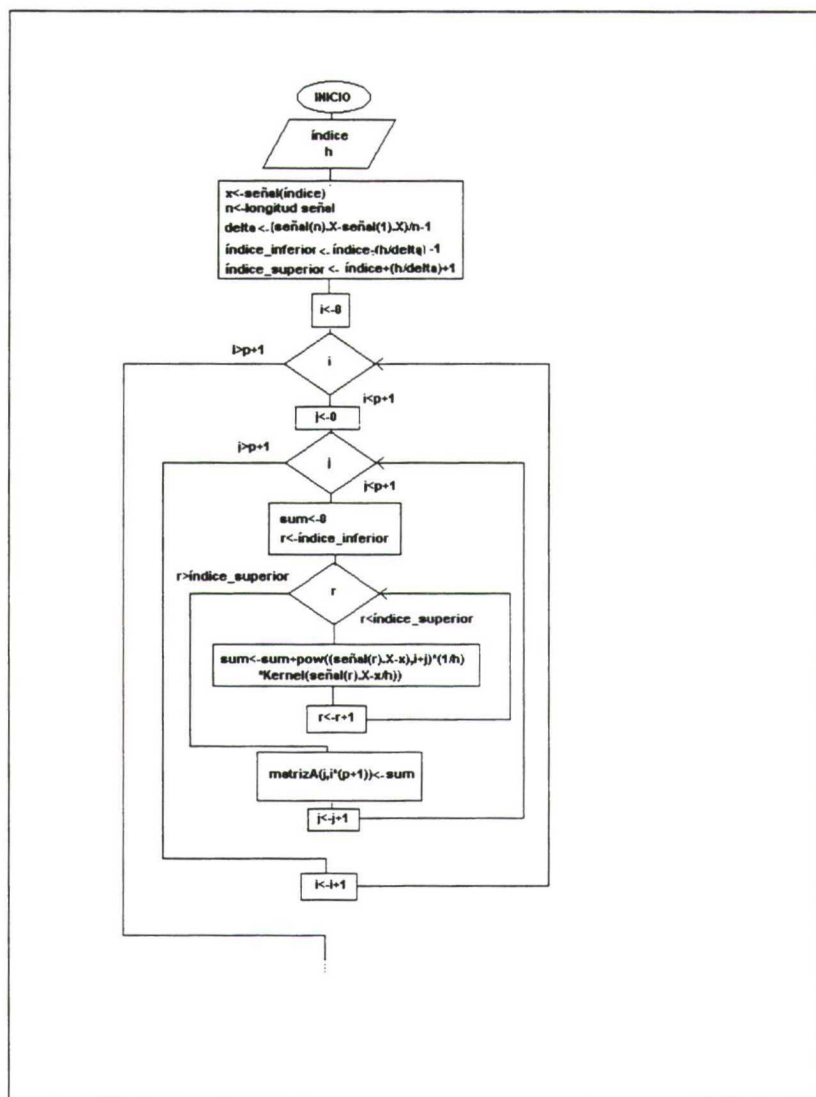 INICIO
índice
h
x<-señal(índice)
n<-longitud señal
delta<-(señal(n).X-señal(1).X)/n-1
índice_inferior<-índice-(h/delta)-1
índice_superior<-índice+(h/delta)+1
i<-0
i>p+1
i
i<p+1
j<-0
j>p+1
j
j<p+1
sum<-0
r<-índice_inferior
r>índice_superior
r
r<índice_superior
sum<-sum+pow((señal(r).X-x),i+j)*(1/h)
*Kernel(señal(r).X-x/h))
r<-r+1
matrizA(j,i*(p+1))<-sum
j<-j+1
i<-i+1